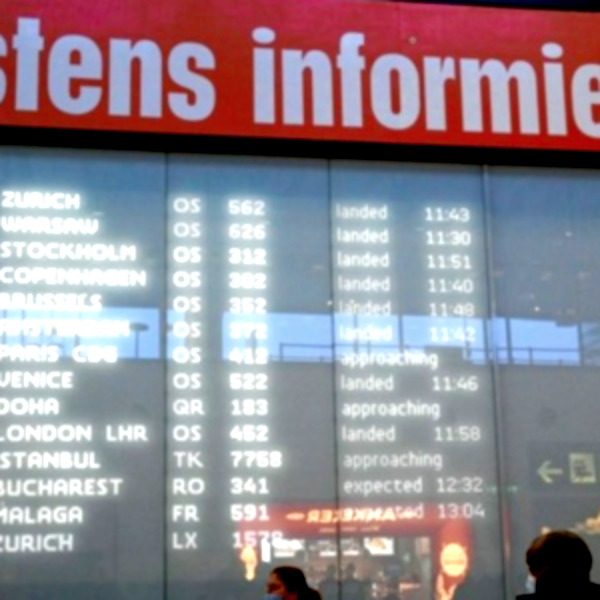 stens informie
ZURICH OS 562 landed 11:43
WARSAW OS 626 landed 11:30
STOCKHOLM OS 312 landed 11:51
COPENHAGEN OS 302 landed 11:40
BRUSSELS OS 352 landed 11:48
AMSTERDAM OS 372 landed 11:42
PARIS CDG OS 412 approaching
VENICE OS 522 landed 11:46
DOHA QR 183 approaching
LONDON LHR OS 452 landed 11:58
ISTANBUL TK 7758 approaching
BUCHAREST RO 341 expected 12:32
MALAGA FR 591 13:04
ZURICH LX